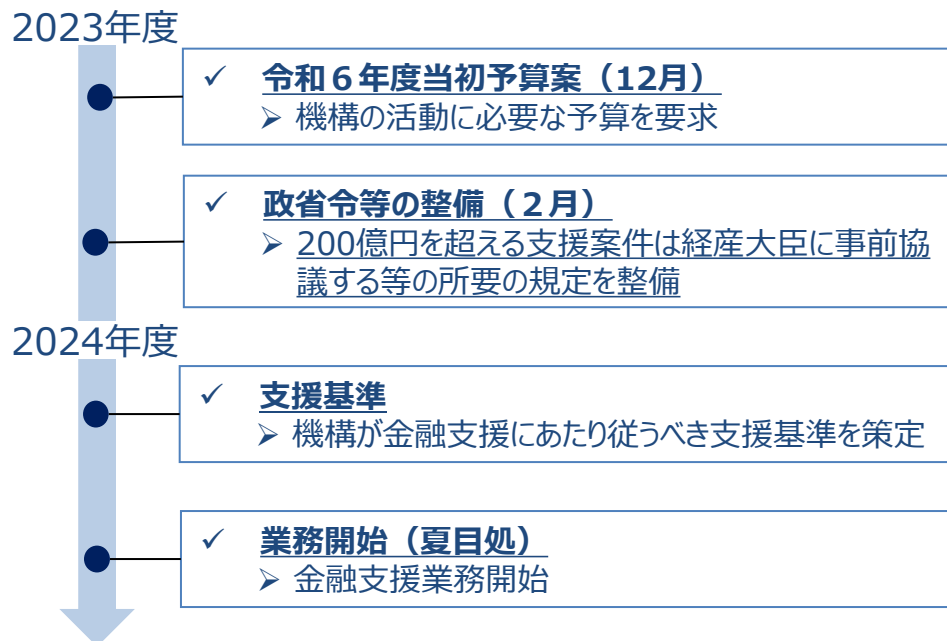 2023年度
✓ 令和６年度当初予算案（12月）
➢ 機構の活動に必要な予算を要求
✓ 政省令等の整備（２月）
➢ 200億円を超える支援案件は経産大臣に事前協
議する等の所要の規定を整備
2024年度
✓ 支援基準
➢ 機構が金融支援にあたり従うべき支援基準を策定
✓ 業務開始（夏目処）
➢ 金融支援業務開始